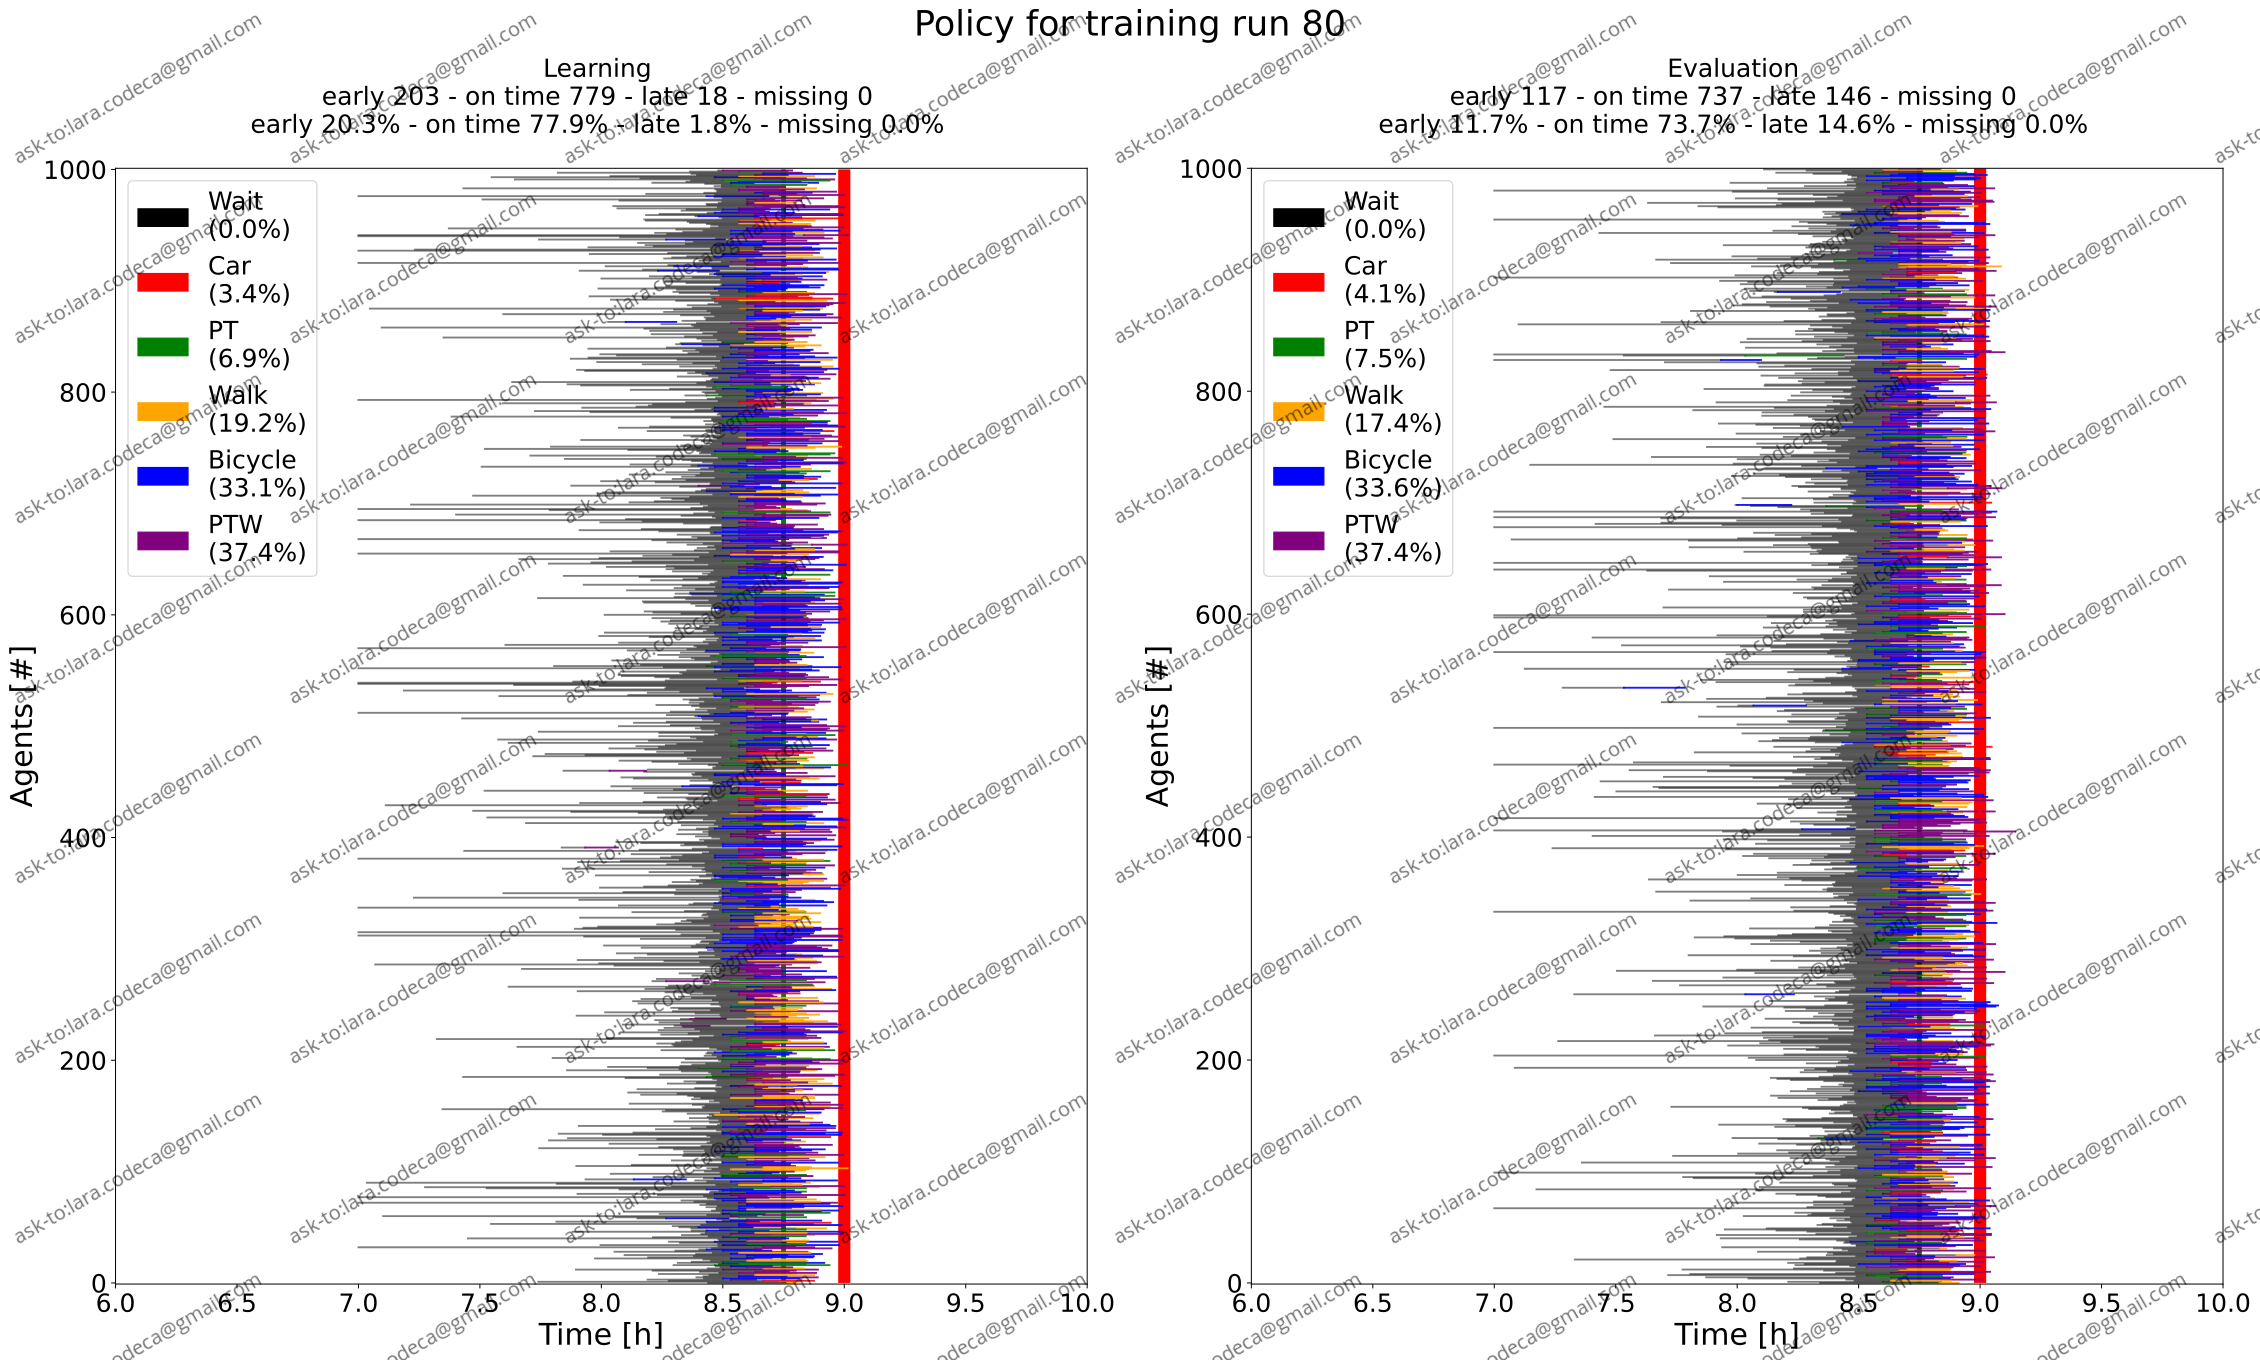 Policy for training run 80
Learning
early 203 - on time 779 - late 18 - missing 0
early 20.3% - on time 77.9% - late 1.8% - missing 0.0%
1000
800
600
400
200
0
Agents [#]
Wait
(0.0%)
Car
(3.4%)
PT
(6.9%)
Walk
(19.2%)
Bicycle
(33.1%)
PTW
(37.4%)
6.0 6.5 7.0 7.5 8.0 8.5 9.0 9.5 10.0
Time [h]
Evaluation
early 117 - on time 737 - late 146 - missing 0
early 11.7% - on time 73.7% - late 14.6% - missing 0.0%
1000
800
600
400
200
0
Agents [#]
Wait
(0.0%)
Car
(4.1%)
PT
(7.5%)
Walk
(17.4%)
Bicycle
(33.6%)
PTW
(37.4%)
6.0 6.5 7.0 7.5 8.0 8.5 9.0 9.5 10.0
Time [h]
ask-to:lara.codeca@gmail.com